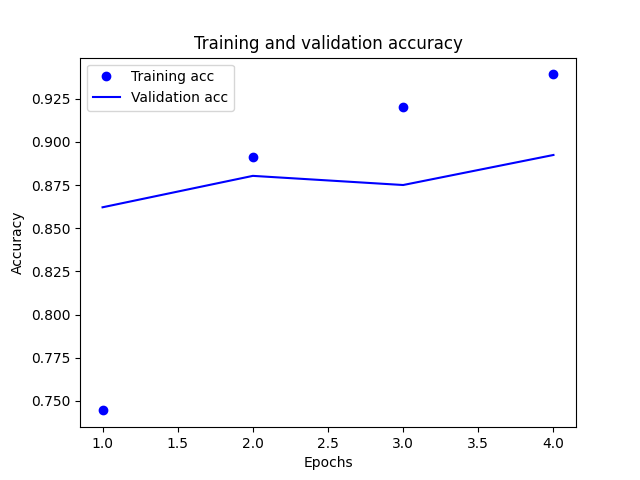 Training and validation accuracy
Training acc
Validation acc
0.925
0.900
0.875
0.850
0.825
0.800
0.775
0.750
Accuracy
1.0 1.5 2.0 2.5 3.0 3.5 4.0
Epochs